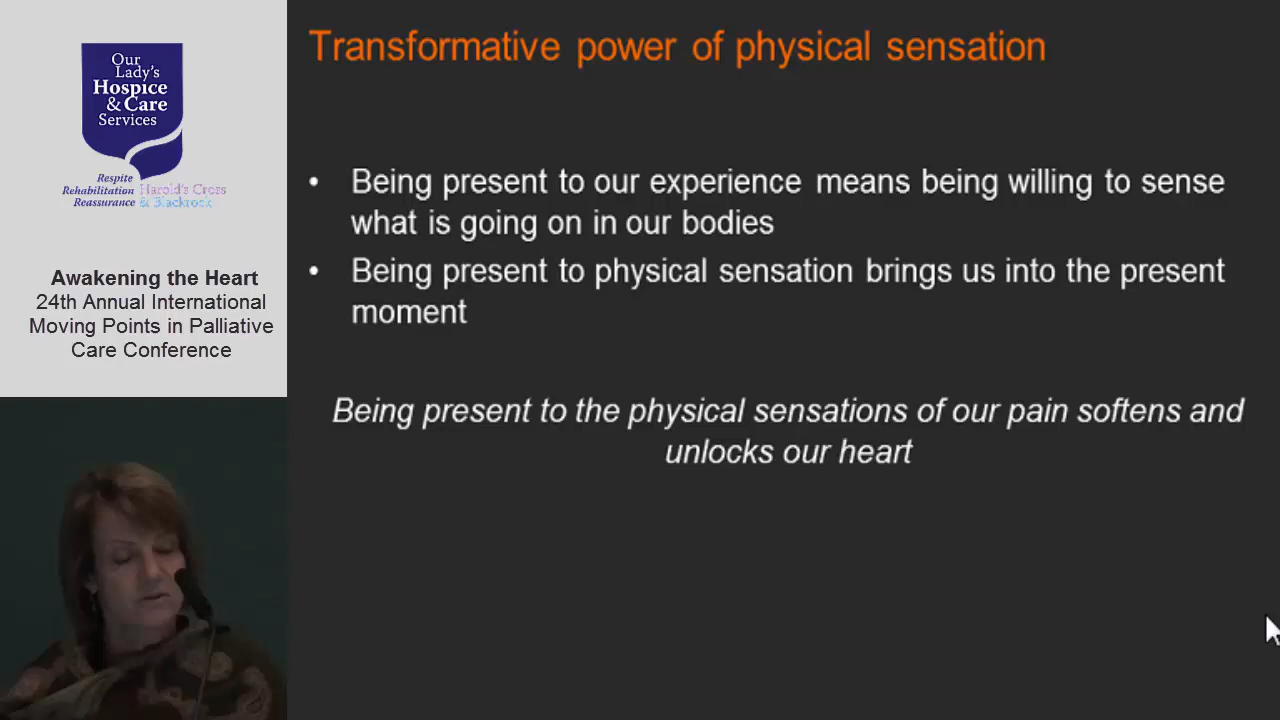 Our
Lady's
Hospice
& Care
Services
Respite
Rehabilitation Harold's Cross
Reassurance & Blackrock
Awakening the Heart
24th Annual International
Moving Points in Palliative
Care Conference
Transformative power of physical sensation
• Being present to our experience means being willing to sense
what is going on in our bodies
• Being present to physical sensation brings us into the present
moment
Being present to the physical sensations of our pain softens and
unlocks our heart